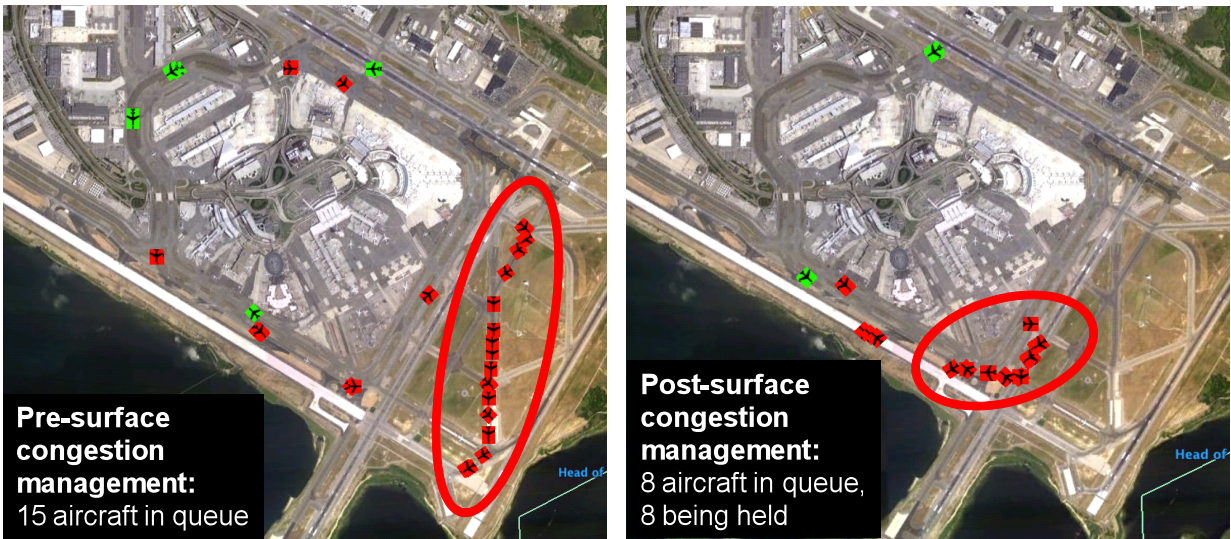 Pre-surface
congestion
management:
15 aircraft in queue
Head of
Post-surface
congestion
management:
8 aircraft in queue,
8 being held
Head of